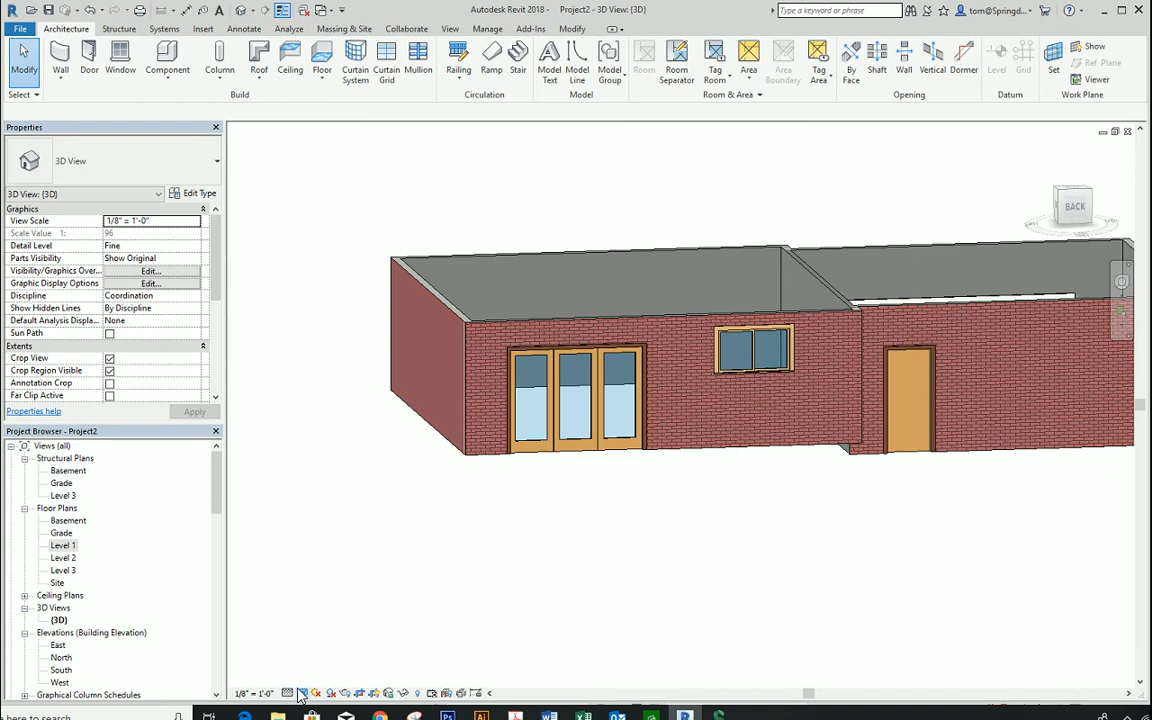 Autodesk Revit 2018 - Project2 - 3D View: {3D}
Type a keyword or phrase
tom@Springd...
File Architecture Structure Systems Insert Annotate Analyze Massing & Site Collaborate View Manage Add-Ins Modify
Modify Wall Door Window Component Column Roof Ceiling Floor Curtain System Curtain Grid Mullion Railing Ramp Stair Model Text Model Line Model Group Room Room Separator Tag Room Area Area Boundary Tag Area By Face Shaft Wall Vertical Dormer Level Grid Set Show Ref Plane Viewer
Select Build Circulation Model Room & Area Opening Datum Work Plane
Properties
3D View
3D View: {3D} Edit Type
Graphics
View Scale 1/8" = 1'-0"
Scale Value 1: 96
Detail Level Fine
Parts Visibility Show Original
Visibility/Graphics Over... Edit...
Graphic Display Options Edit...
Discipline Coordination
Show Hidden Lines By Discipline
Default Analysis Displa... None
Sun Path
Extents
Crop View
Crop Region Visible
Annotation Crop
Far Clip Active
Properties help Apply
Project Browser - Project2
Views (all)
Structural Plans
Basement
Grade
Level 3
Floor Plans
Basement
Grade
Level 1
Level 2
Level 3
Site
Ceiling Plans
3D Views
{3D}
Elevations (Building Elevation)
East
North
South
West
Graphical Column Schedules
BACK
1/8" = 1'-0"
here to search